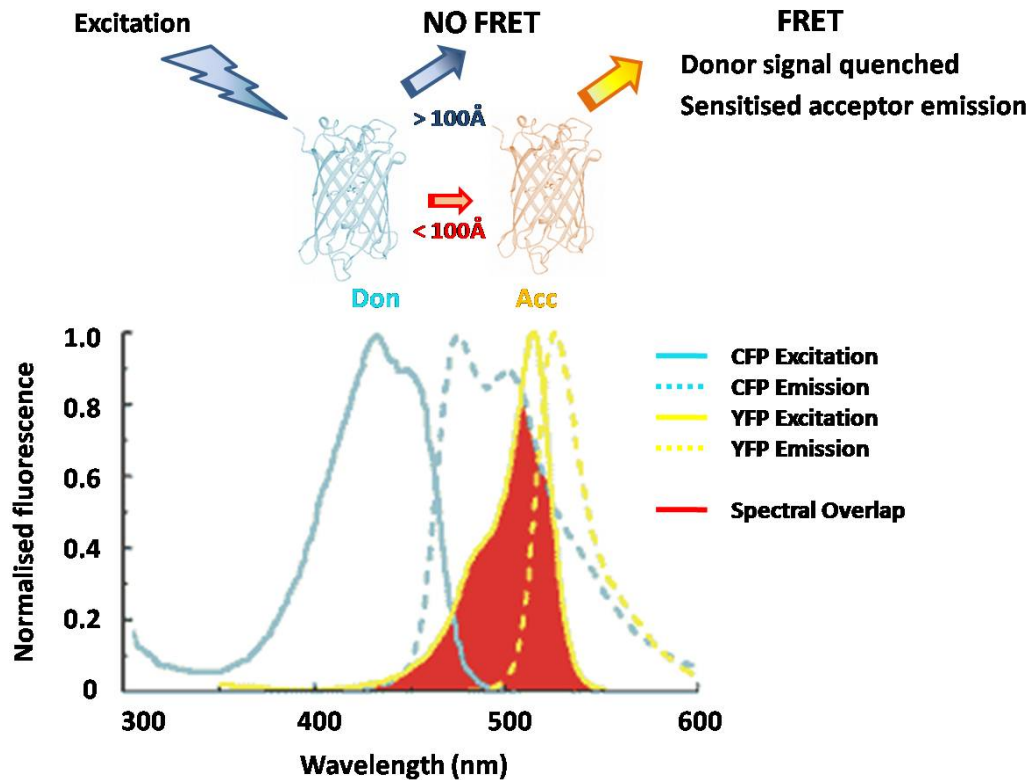 Excitation
NO FRET
FRET
Donor signal quenched
Sensitised acceptor emission
> 100Å
< 100Å
Don
Acc
Normalised fluorescence
1.0
0.8
0.6
0.4
0.2
0
300
400
500
600
Wavelength (nm)
CFP Excitation
CFP Emission
YFP Excitation
YFP Emission
Spectral Overlap